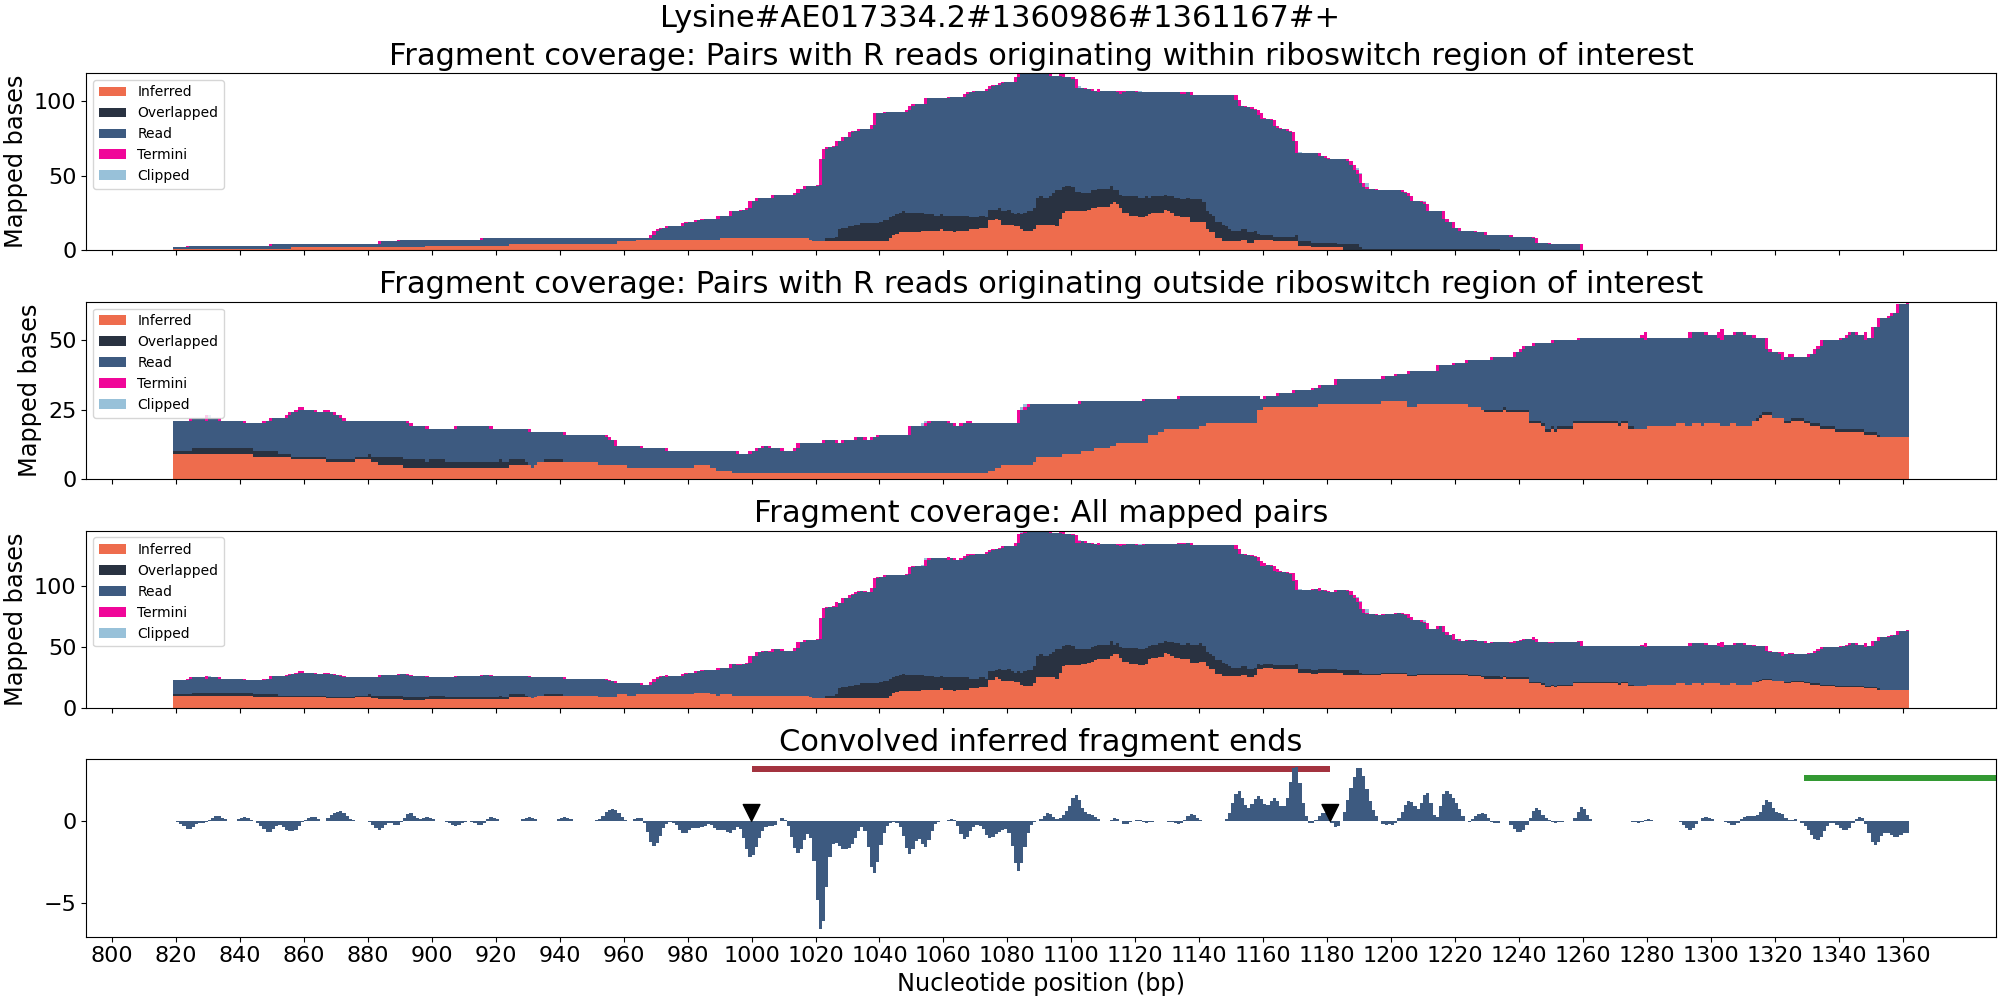 Lysine#AE017334.2#1360986#1361167#+
Fragment coverage: Pairs with R reads originating within riboswitch region of interest
Mapped bases
100
50
0
Inferred
Overlapped
Read
Termini
Clipped
Fragment coverage: Pairs with R reads originating outside riboswitch region of interest
Mapped bases
50
25
0
Inferred
Overlapped
Read
Termini
Clipped
Fragment coverage: All mapped pairs
Mapped bases
100
50
0
Inferred
Overlapped
Read
Termini
Clipped
Convolved inferred fragment ends
0
−5
800 820 840 860 880 900 920 940 960 980 1000 1020 1040 1060 1080 1100 1120 1140 1160 1180 1200 1220 1240 1260 1280 1300 1320 1340 1360
Nucleotide position (bp)